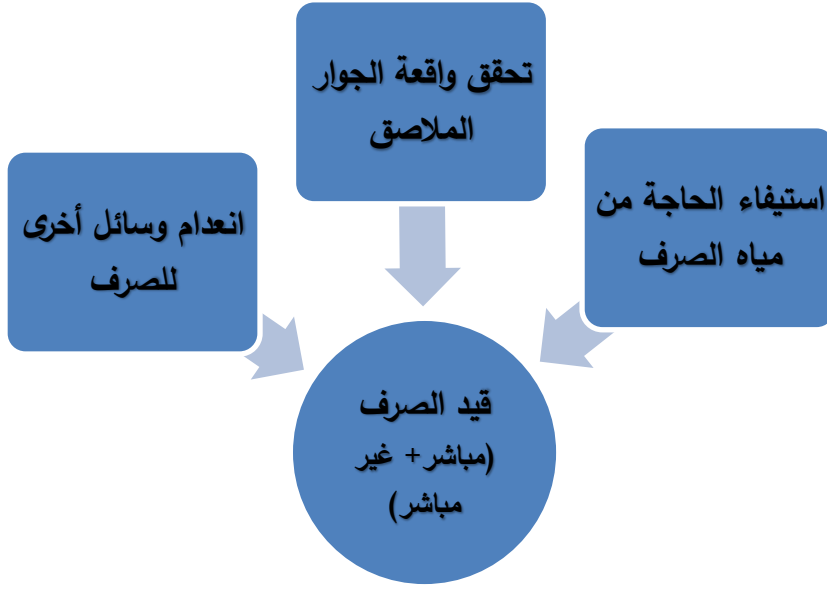 استيفاء الحاجة من
مياه الصرف
تحقق واقعة الجوار
الملاصق
انعدام وسائل أخرى
للصرف
قيد الصرف
(مباشر+ غير
مباشر)